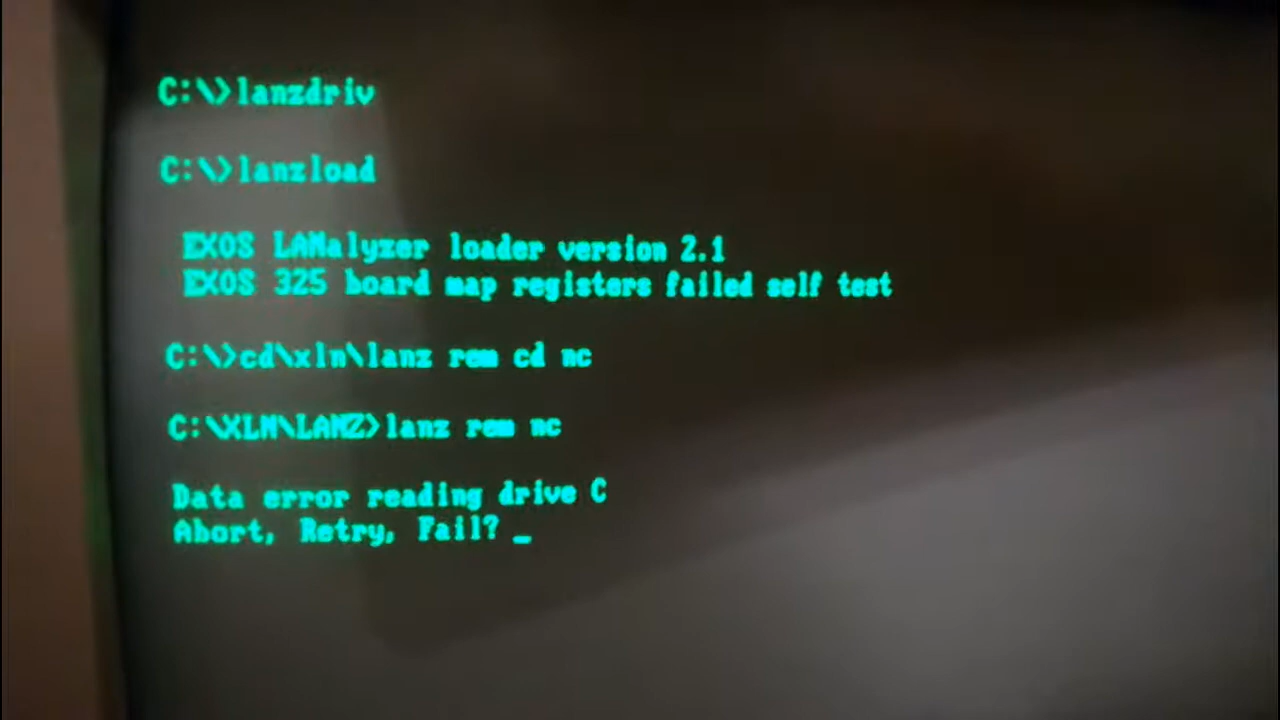 C:\>lanzdriv
C:\>lanzload
EXOS LANalyzer loader version 2.1
EXOS 325 board map registers failed self test
C:\>cd\xln\lanz rem cd nc
C:\XLN\LANZ>lanz rem nc
Data error reading drive C
Abort, Retry, Fail? _